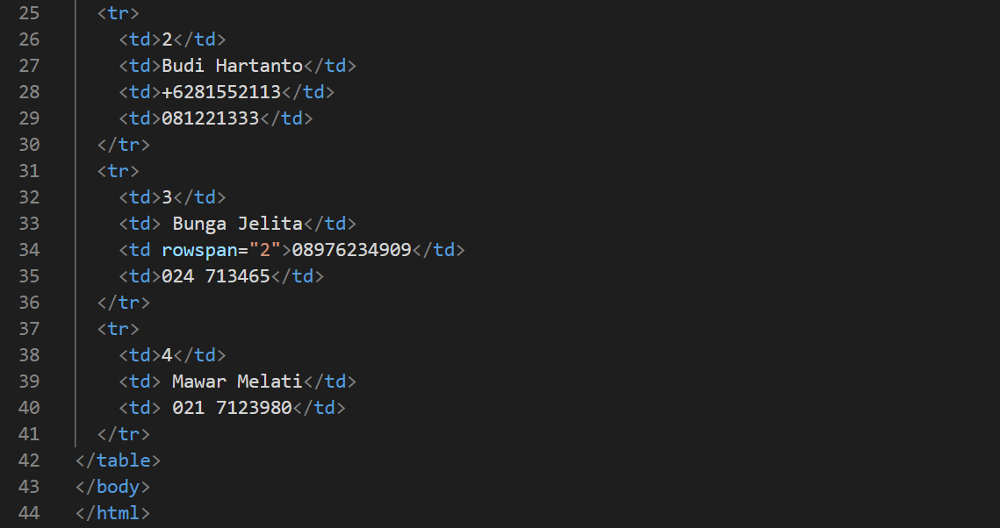 25 <tr>
26 <td>2</td>
27 <td>Budi Hartanto</td>
28 <td>+6281552113</td>
29 <td>081221333</td>
30 </tr>
31 <tr>
32 <td>3</td>
33 <td> Bunga Jelita</td>
34 <td rowspan="2">08976234909</td>
35 <td>024 713465</td>
36 </tr>
37 <tr>
38 <td>4</td>
39 <td> Mawar Melati</td>
40 <td> 021 7123980</td>
41 </tr>
42 </table>
43 </body>
44 </html>